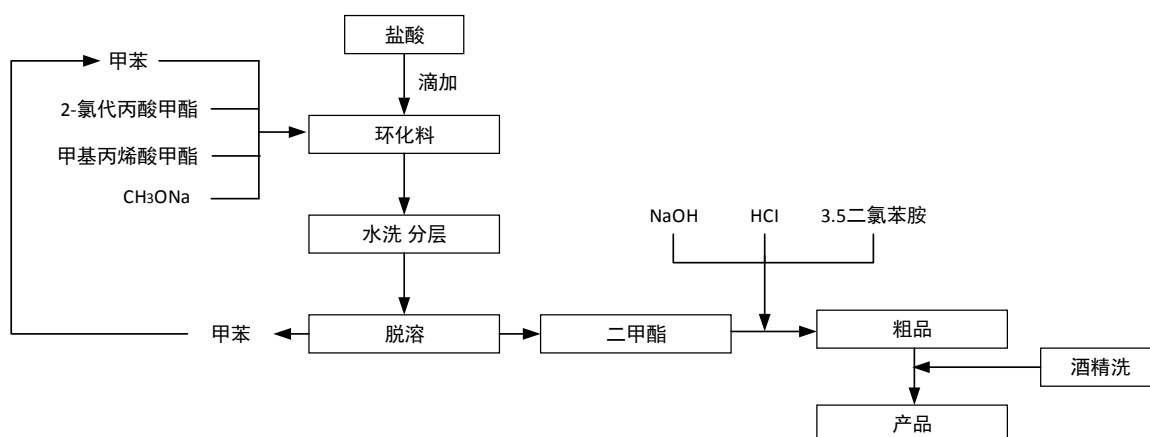 盐酸
甲苯
滴加
2-氯代丙酸甲酯
环化料
甲基丙烯酸甲酯
CH3ONa
水洗 分层
NaOH
HCl
3.5二氯苯胺
甲苯
脱溶
二甲酯
粗品
酒精洗
产品